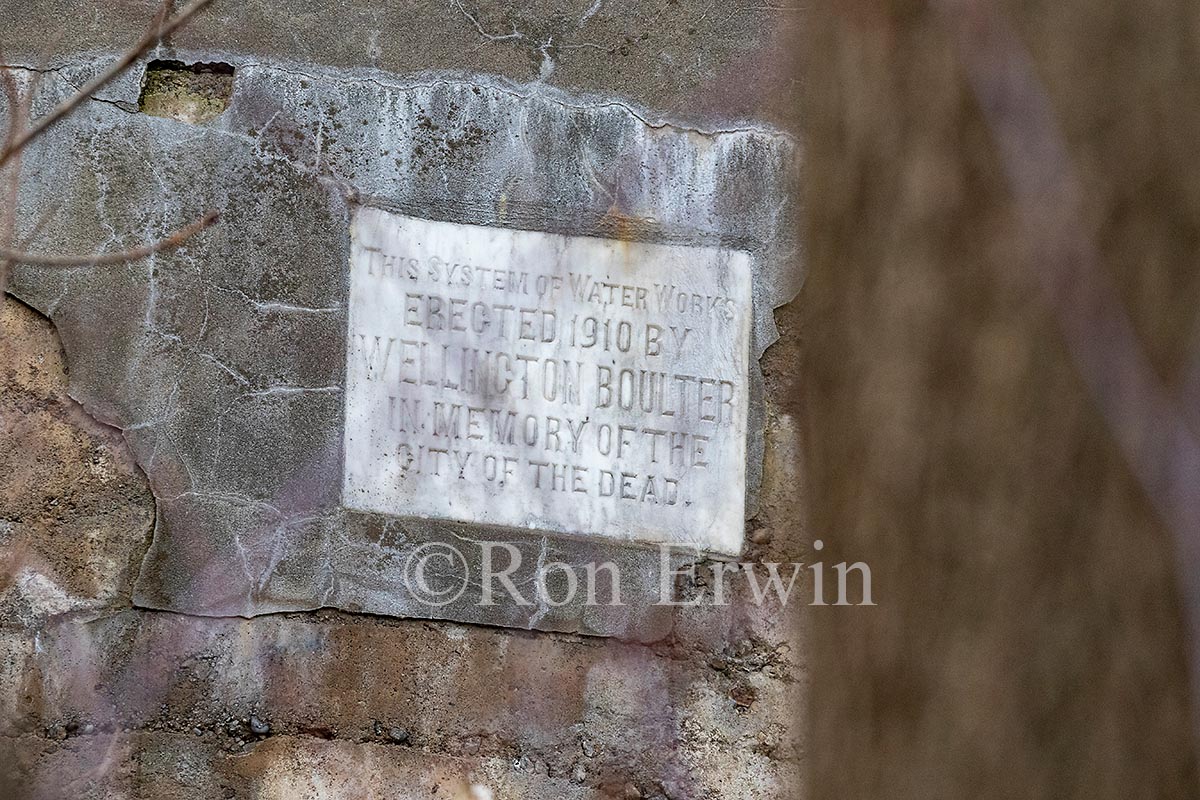 THIS SYSTEM OF WATER WORKS
ERECTED 1910 BY
WELLINGTON BOULTER
IN MEMORY OF THE
CITY OF THE DEAD.
©Ron Erwin